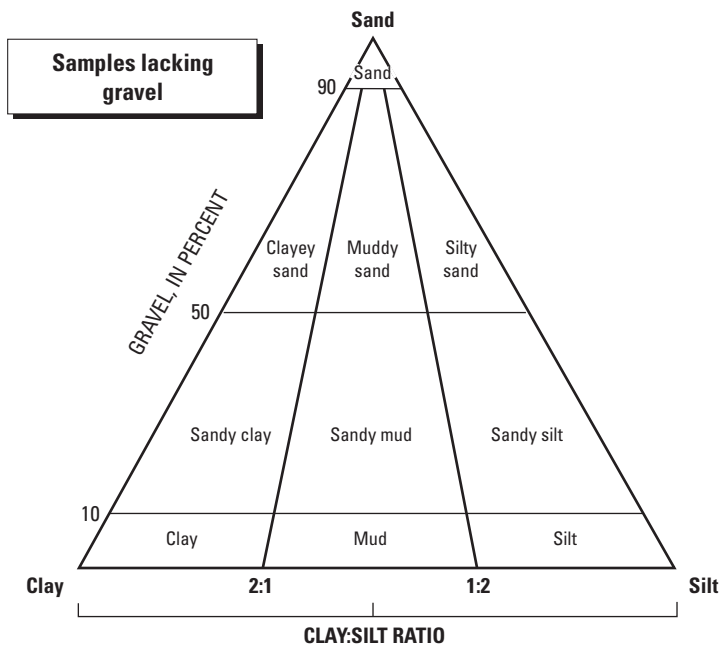 Sand
Samples lacking
gravel
Sand
90
GRAVEL, IN PERCENT
Clayey
sand
Muddy
sand
Silty
sand
50
Sandy clay
Sandy mud
Sandy silt
10
Clay
Mud
Silt
Clay
2:1
1:2
Silt
CLAY:SILT RATIO